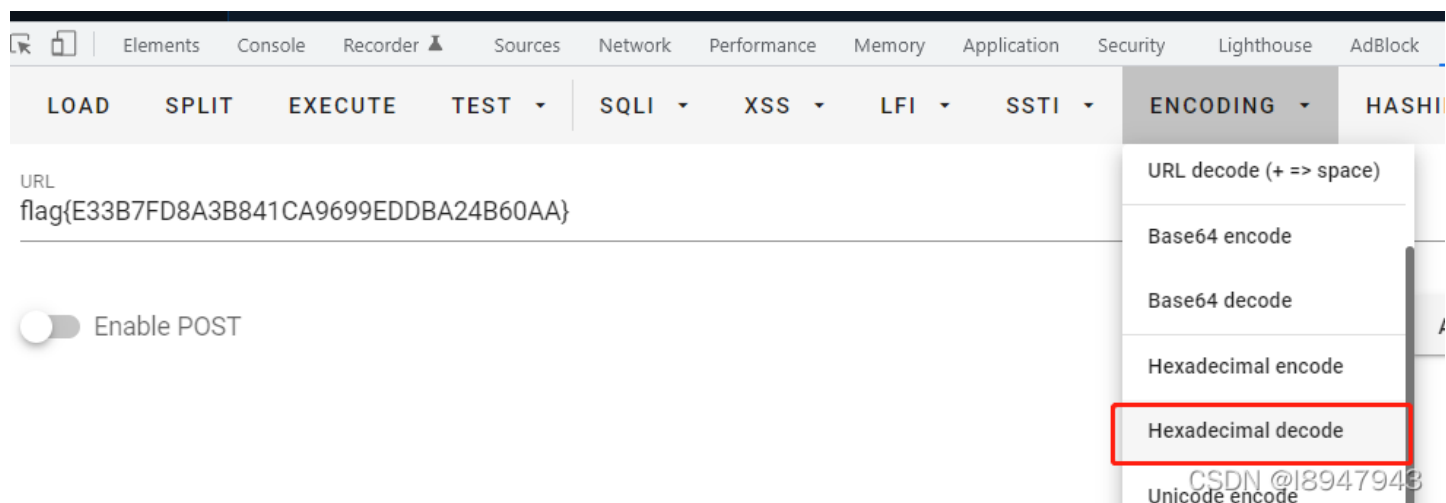 Elements Console Recorder Sources Network Performance Memory Application Security Lighthouse AdBlock
LOAD SPLIT EXECUTE TEST SQLI XSS LFI SSTI ENCODING HASHI
URL decode (+ => space)
URL
flag{E33B7FD8A3B841CA9699EDDBA24B60AA}
Base64 encode
Base64 decode
Enable POST
Hexadecimal encode
Hexadecimal decode
Unicode encode
CSDN @I8947943